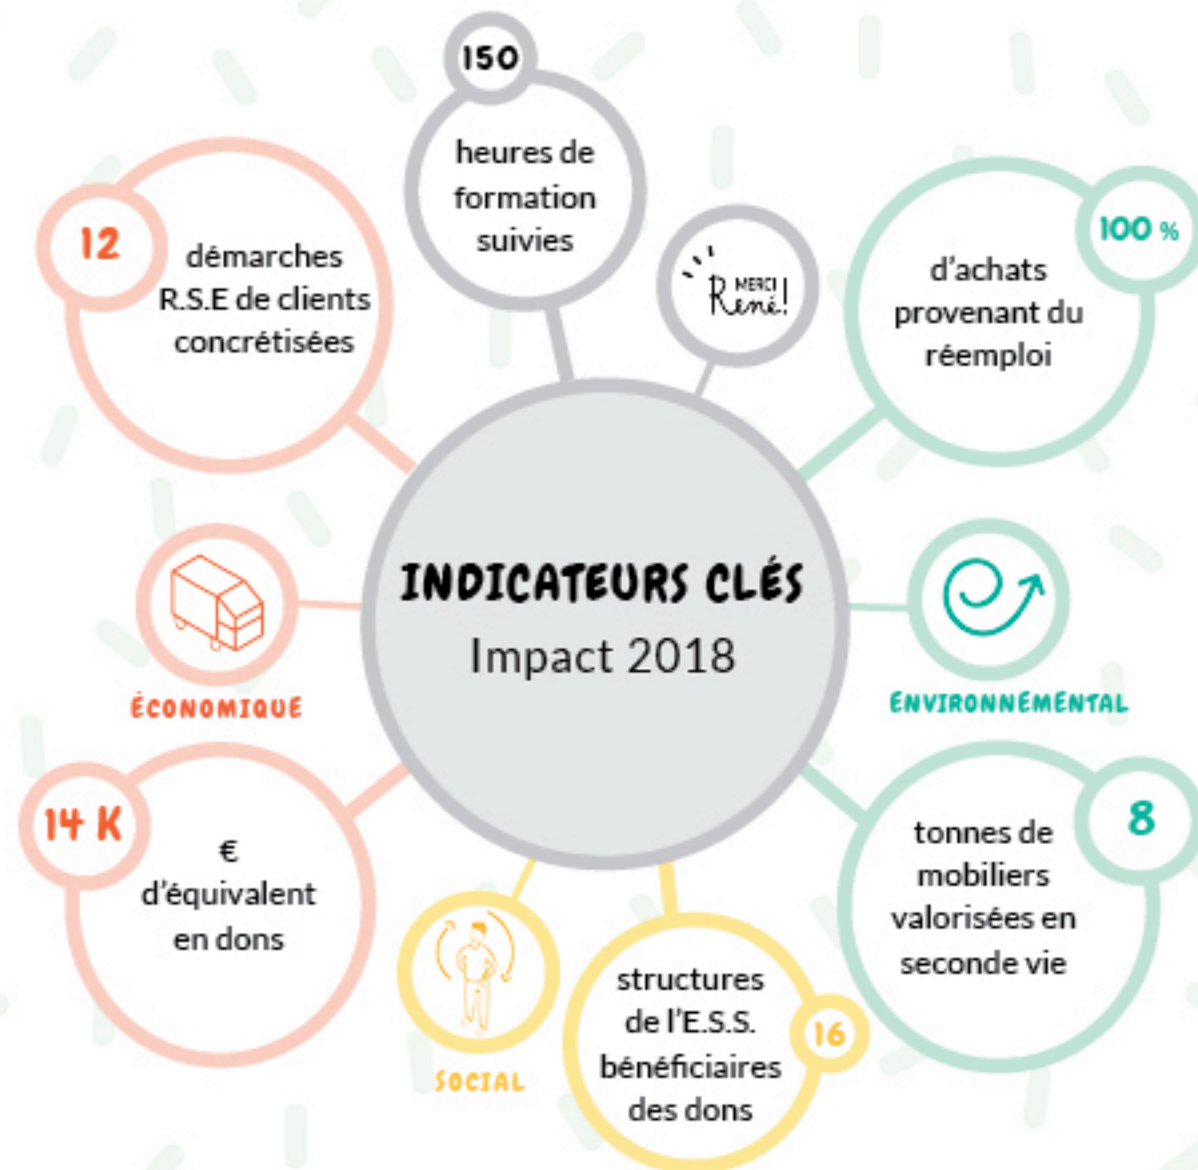 150
heures de
formation
suivies
MERCI
René!
12
démarches
R.S.E de clients
concrétisées
100 %
d'achats
provenant du
réemploi
INDICATEURS CLÉS
Impact 2018
ÉCONOMIQUE
ENVIRONNEMENTAL
14 K
€
d'équivalent
en dons
8
tonnes de
mobiliers
valorisées en
seconde vie
SOCIAL
structures
de l'E.S.S.
bénéficiaires
des dons
16